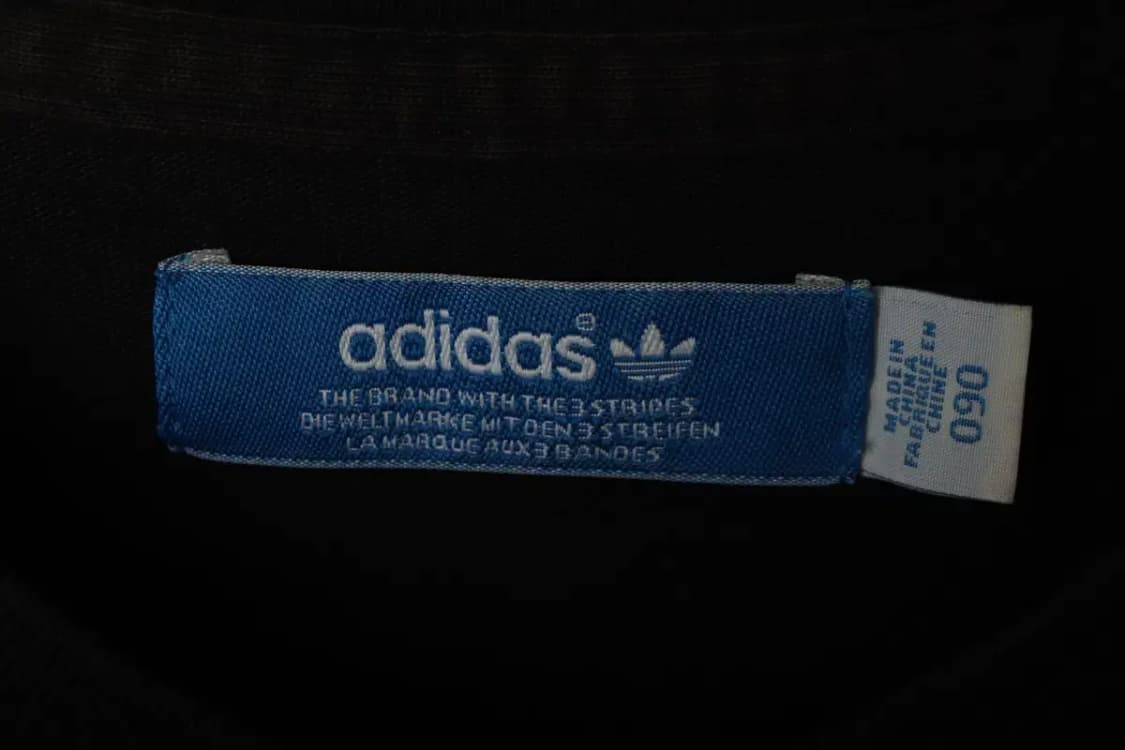 adidas®
THE BRAND WITH THE 3 STRIPES
DIE WELTMARKE MIT DEN 3 STREIFEN
LA MARQUE AUX 3 BANDES
MADE IN
CHINA
FABRIQUE EN
CHINE
090